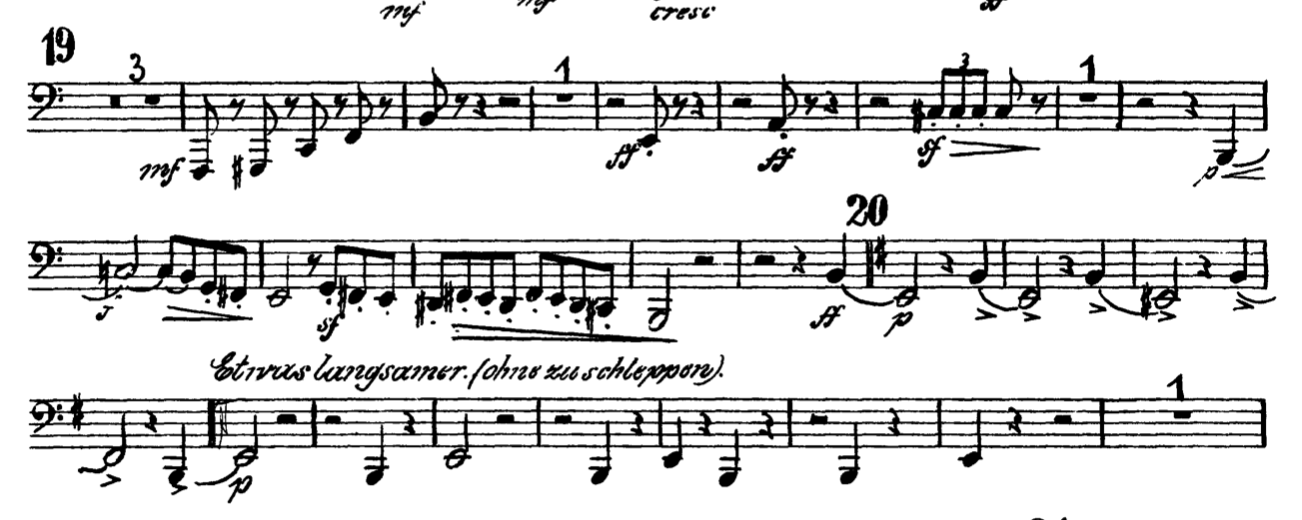 mf mf cresc ff
19
3 1 3 1
mf ff ff sf p
20
sf ff p
Etwas langsamer. (ohne zu schleppen).
1
p